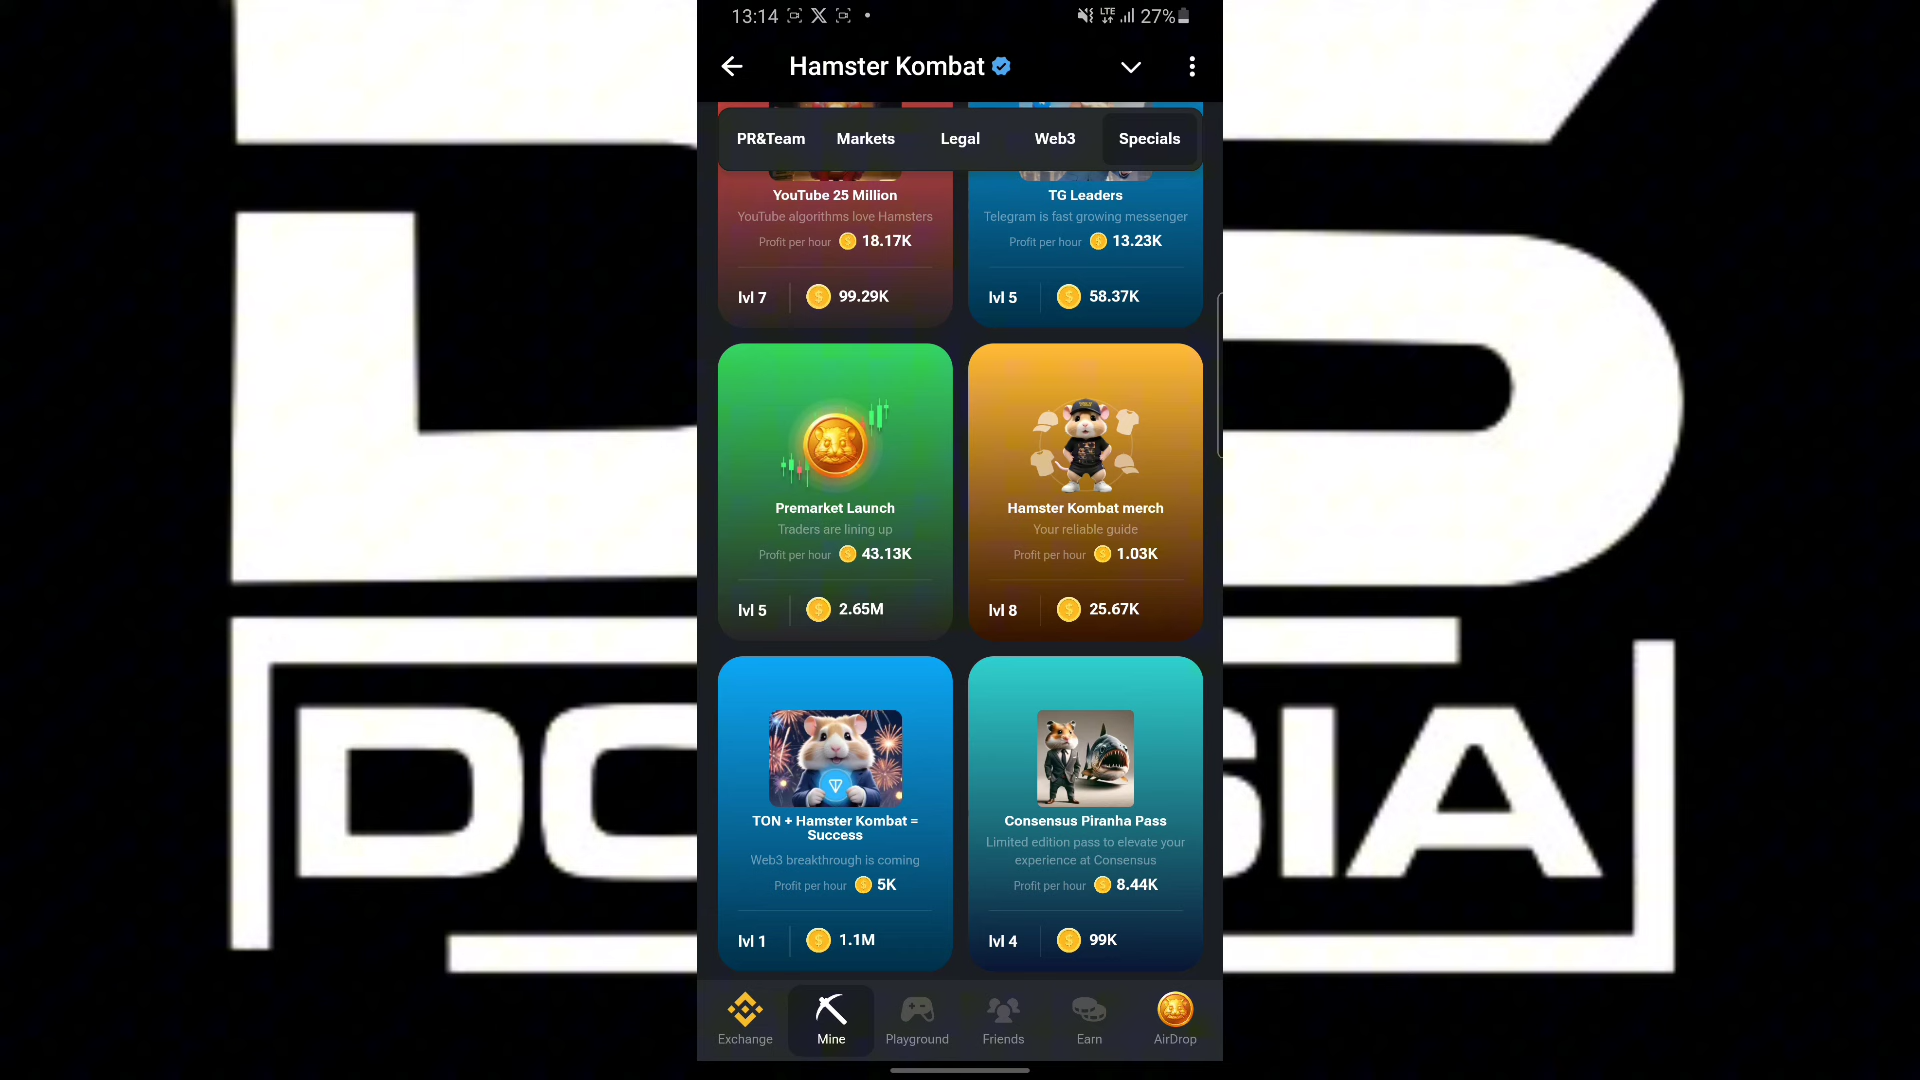 13:14
LTE
27%
Hamster Kombat
PR&Team
Markets
Legal
Web3
Specials
YouTube 25 Million
YouTube algorithms love Hamsters
Profit per hour 18.17K
lvl 7
99.29K
TG Leaders
Telegram is fast growing messenger
Profit per hour 13.23K
lvl 5
58.37K
Premarket Launch
Traders are lining up
Profit per hour 43.13K
lvl 5
2.65M
Hamster Kombat merch
Your reliable guide
Profit per hour 1.03K
lvl 8
25.67K
TON + Hamster Kombat =
Success
Web3 breakthrough is coming
Profit per hour 5K
lvl 1
1.1M
Consensus Piranha Pass
Limited edition pass to elevate your
experience at Consensus
Profit per hour 8.44K
lvl 4
99K
Exchange
Mine
Playground
Friends
Earn
AirDrop